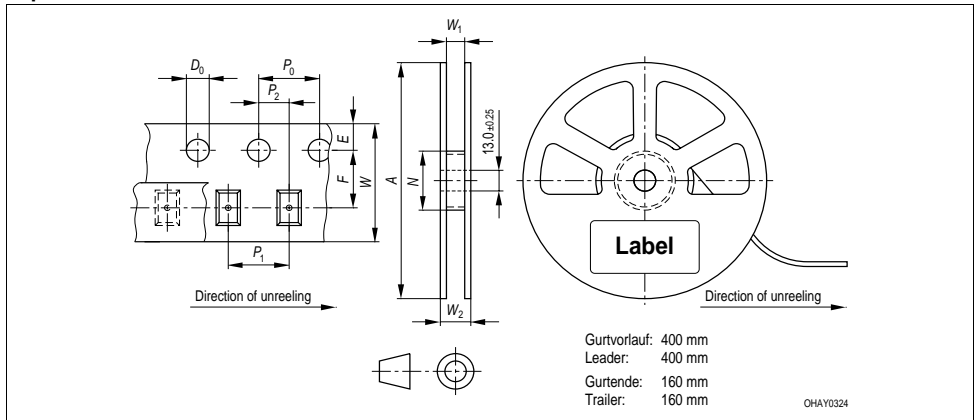 W1
D0
P0
P2
E
F
W
A
N
13.0 ±0.25
Label
P1
Direction of unreeling
W2
Direction of unreeling
Gurtvorlauf: 400 mm
Leader: 400 mm
Gurtende: 160 mm
Trailer: 160 mm
OHAY0324